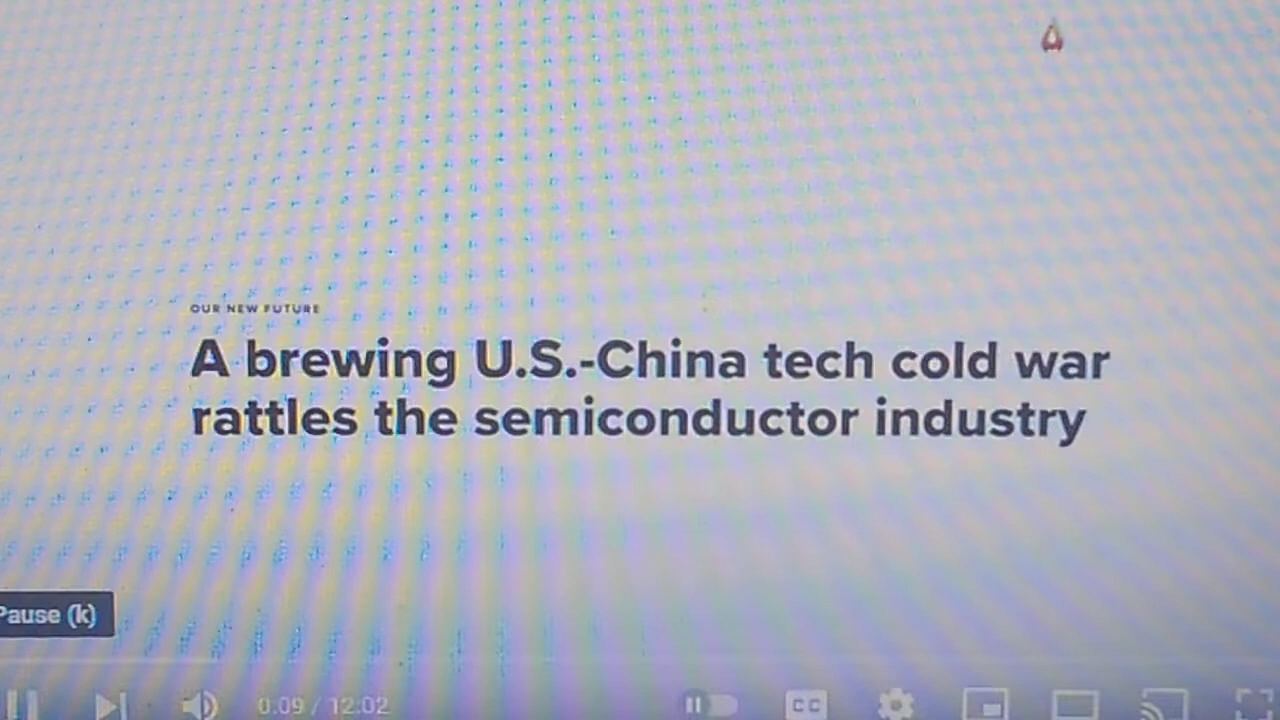 OUR NEW FUTURE
A brewing U.S.-China tech cold war
rattles the semiconductor industry
Pause (k)
0:09 / 12:02
CC